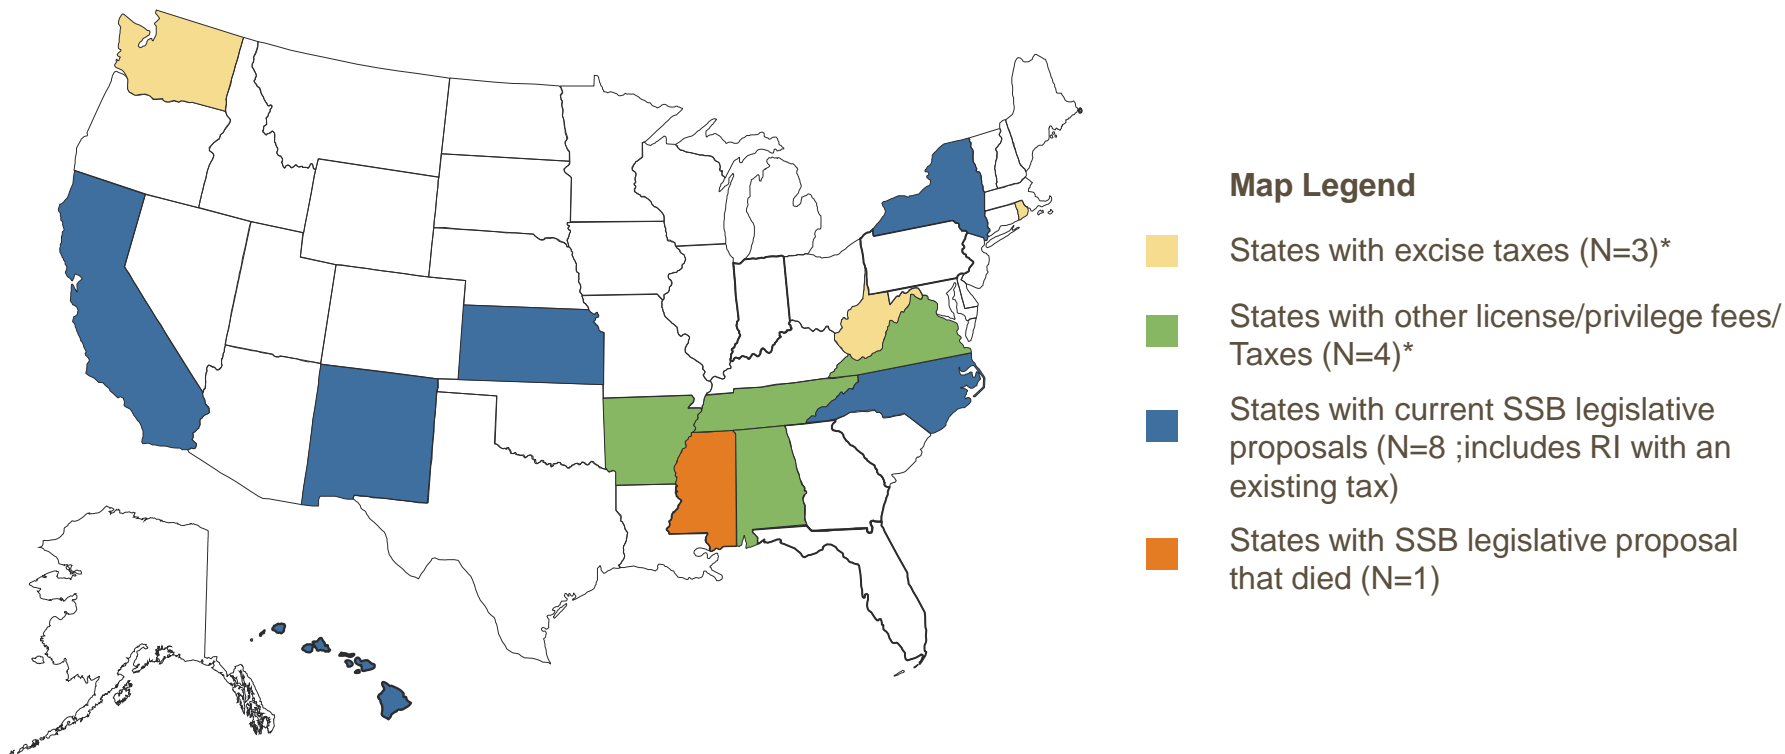 Map Legend
States with excise taxes (N=3)*
States with other license/privilege fees/
Taxes (N=4)*
States with current SSB legislative
proposals (N=8 ;includes RI with an
existing tax)
States with SSB legislative proposal
that died (N=1)